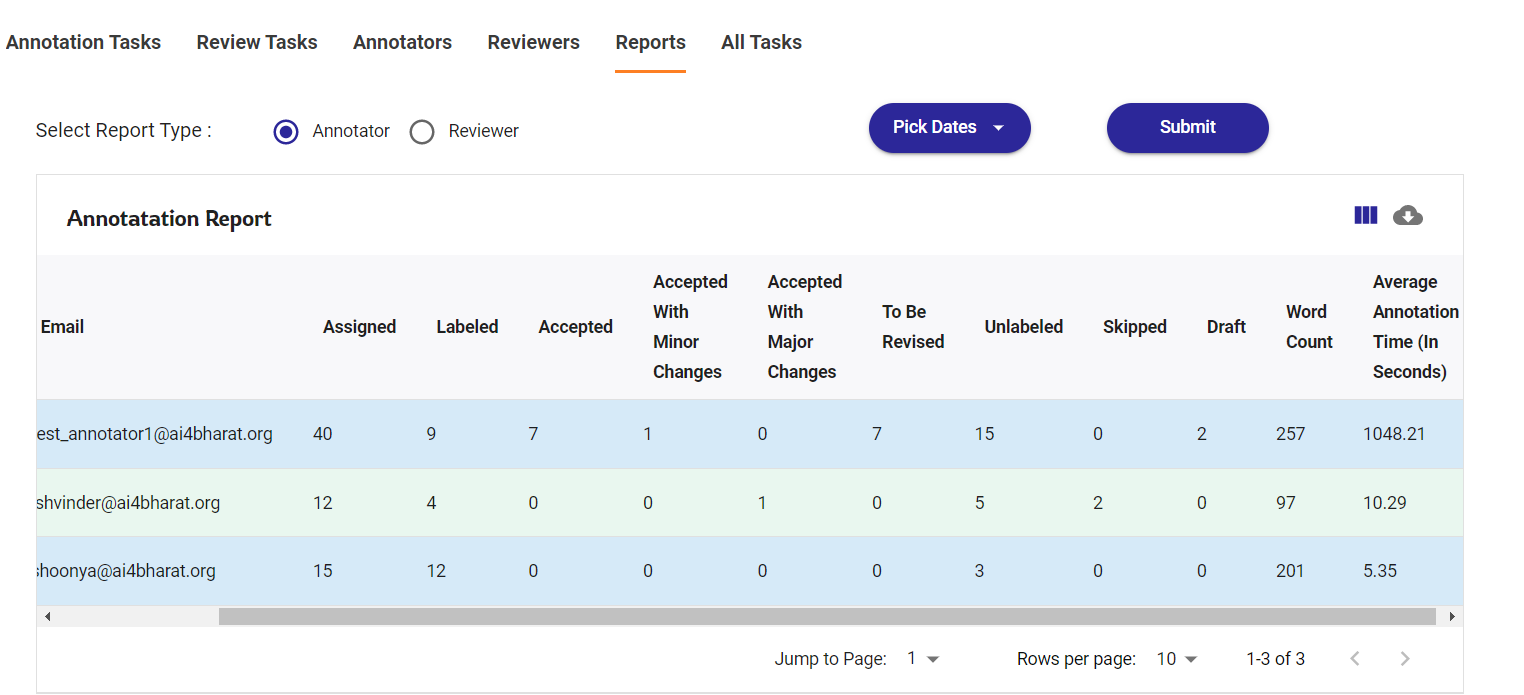 Annotation Tasks Review Tasks Annotators Reviewers Reports All Tasks
Select Report Type : Annotator Reviewer Pick Dates Submit
Annotatation Report
Email Assigned Labeled Accepted Accepted With Minor Changes Accepted With Major Changes To Be Revised Unlabeled Skipped Draft Word Count Average Annotation Time (In Seconds)
est_annotator1@ai4bharat.org 40 9 7 1 0 7 15 0 2 257 1048.21
shvinder@ai4bharat.org 12 4 0 0 1 0 5 2 0 97 10.29
shoonya@ai4bharat.org 15 12 0 0 0 0 3 0 0 201 5.35
Jump to Page: 1 Rows per page: 10 1-3 of 3